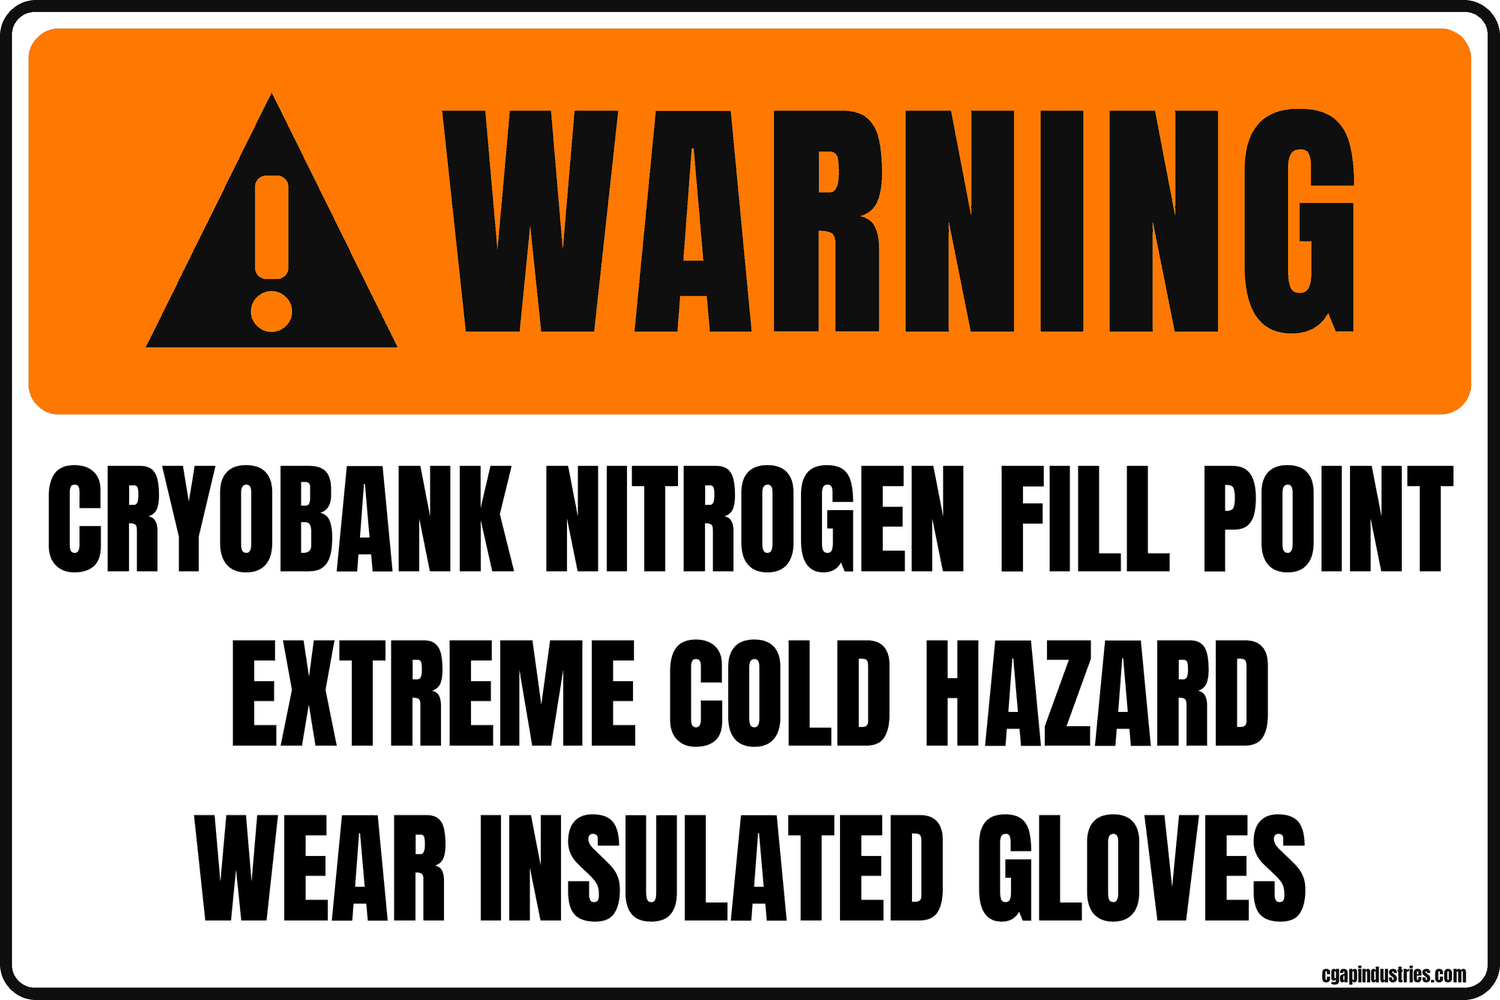 WARNING
CRYOBANK NITROGEN FILL POINT
EXTREME COLD HAZARD
WEAR INSULATED GLOVES
cgapindustries.com